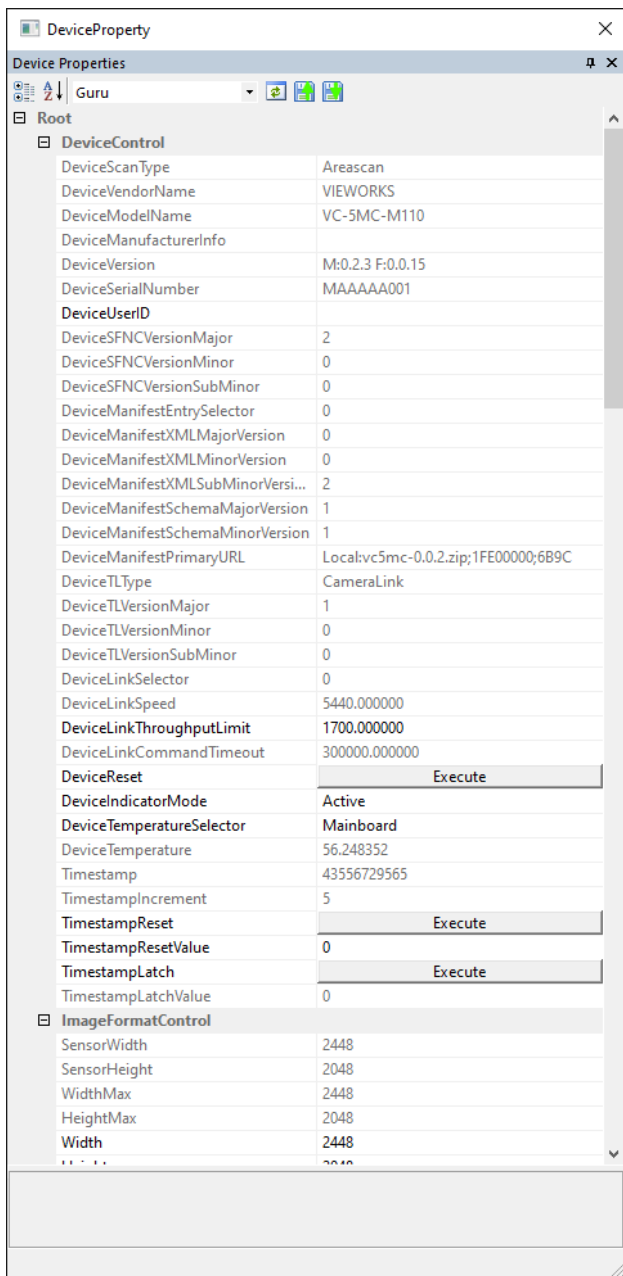 DeviceProperty
Device Properties
Guru
Root
DeviceControl
DeviceScanType Areascan
DeviceVendorName VIEWORKS
DeviceModelName VC-5MC-M110
DeviceManufacturerInfo
DeviceVersion M:0.2.3 F:0.0.15
DeviceSerialNumber MAAAAA001
DeviceUserID
DeviceSFNCVersionMajor 2
DeviceSFNCVersionMinor 0
DeviceSFNCVersionSubMinor 0
DeviceManifestEntrySelector 0
DeviceManifestXMLMajorVersion 0
DeviceManifestXMLMinorVersion 0
DeviceManifestXMLSubMinorVersi... 2
DeviceManifestSchemaMajorVersion 1
DeviceManifestSchemaMinorVersion 1
DeviceManifestPrimaryURL Local:vc5mc-0.0.2.zip;1FE00000;6B9C
DeviceTLType CameraLink
DeviceTLVersionMajor 1
DeviceTLVersionMinor 0
DeviceTLVersionSubMinor 0
DeviceLinkSelector 0
DeviceLinkSpeed 5440.000000
DeviceLinkThroughputLimit 1700.000000
DeviceLinkCommandTimeout 300000.000000
DeviceReset Execute
DeviceIndicatorMode Active
DeviceTemperatureSelector Mainboard
DeviceTemperature 56.248352
Timestamp 43556729565
TimestampIncrement 5
TimestampReset Execute
TimestampResetValue 0
TimestampLatch Execute
TimestampLatchValue 0
ImageFormatControl
SensorWidth 2448
SensorHeight 2048
WidthMax 2448
HeightMax 2048
Width 2448